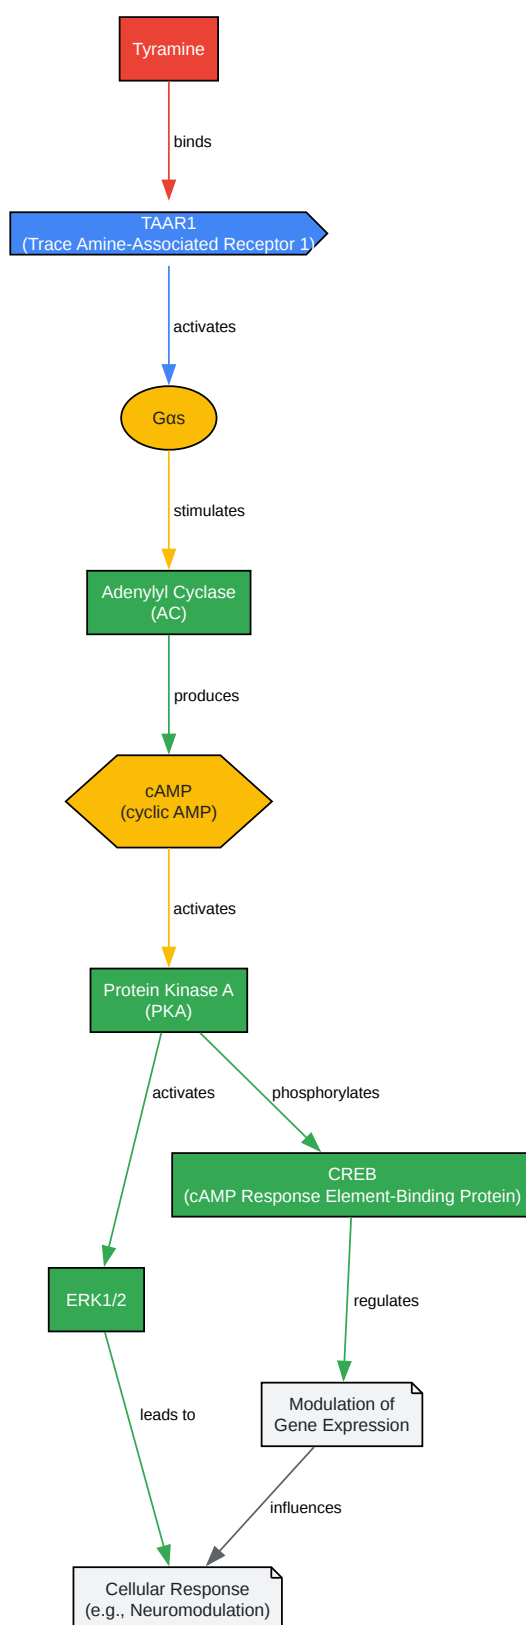 Tyramine
binds
TAAR1
(Trace Amine-Associated Receptor 1)
activates
Gαs
stimulates
Adenylyl Cyclase
(AC)
produces
cAMP
(cyclic AMP)
activates
Protein Kinase A
(PKA)
activates
phosphorylates
CREB
(cAMP Response Element-Binding Protein)
ERK1/2
regulates
Modulation of
Gene Expression
leads to
influences
Cellular Response
(e.g., Neuromodulation)